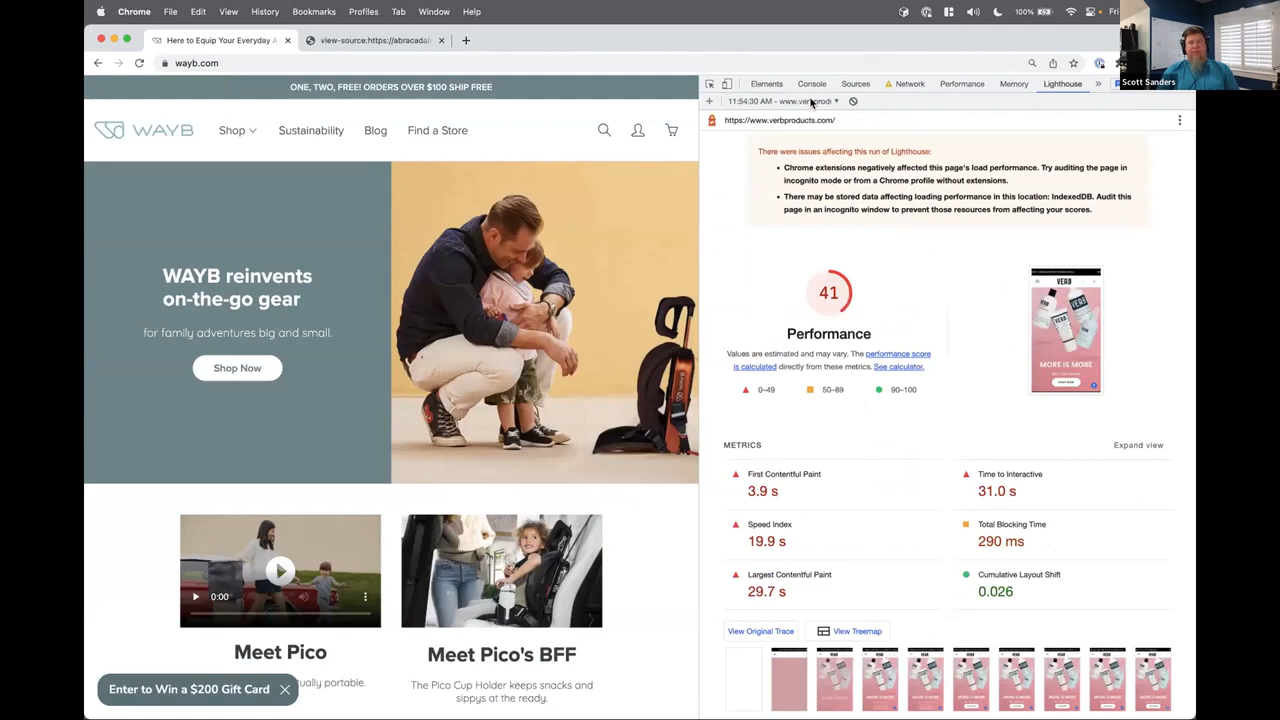 Chrome File Edit View History Bookmarks Profiles Tab Window Help
100%
Fri
Here to Equip Your Everyday A
view-source:https://abracadab
wayb.com
Scott Sanders
ONE, TWO, FREE! ORDERS OVER $100 SHIP FREE
WAYB
Shop
Sustainability
Blog
Find a Store
WAYB reinvents
on-the-go gear
for family adventures big and small.
Shop Now
0:00
Meet Pico
tually portable.
Meet Pico's BFF
The Pico Cup Holder keeps snacks and
sippys at the ready.
Enter to Win a $200 Gift Card
Elements Console Sources Network Performance Memory Lighthouse
11:54:30 AM - www.verbprodu
https://www.verbproducts.com/
There were issues affecting this run of Lighthouse:
Chrome extensions negatively affected this page's load performance. Try auditing the page in
incognito mode or from a Chrome profile without extensions.
There may be stored data affecting loading performance in this location: IndexedDB. Audit this
page in an incognito window to prevent those resources from affecting your scores.
41
Performance
Values are estimated and may vary. The performance score
is calculated directly from these metrics. See calculator.
0–49
50–89
90–100
VERB
MORE IS MORE
SHOP NOW
METRICS
Expand view
First Contentful Paint
3.9 s
Time to Interactive
31.0 s
Speed Index
19.9 s
Total Blocking Time
290 ms
Largest Contentful Paint
29.7 s
Cumulative Layout Shift
0.026
View Original Trace
View Treemap